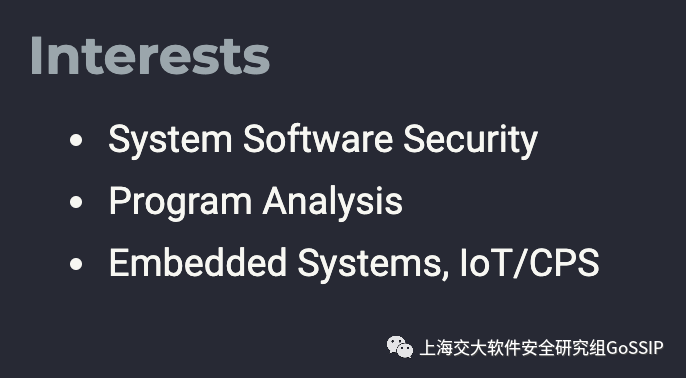 Interests
• System Software Security
• Program Analysis
• Embedded Systems, IoT/CPS
上海交大软件安全研究组GoSSIP